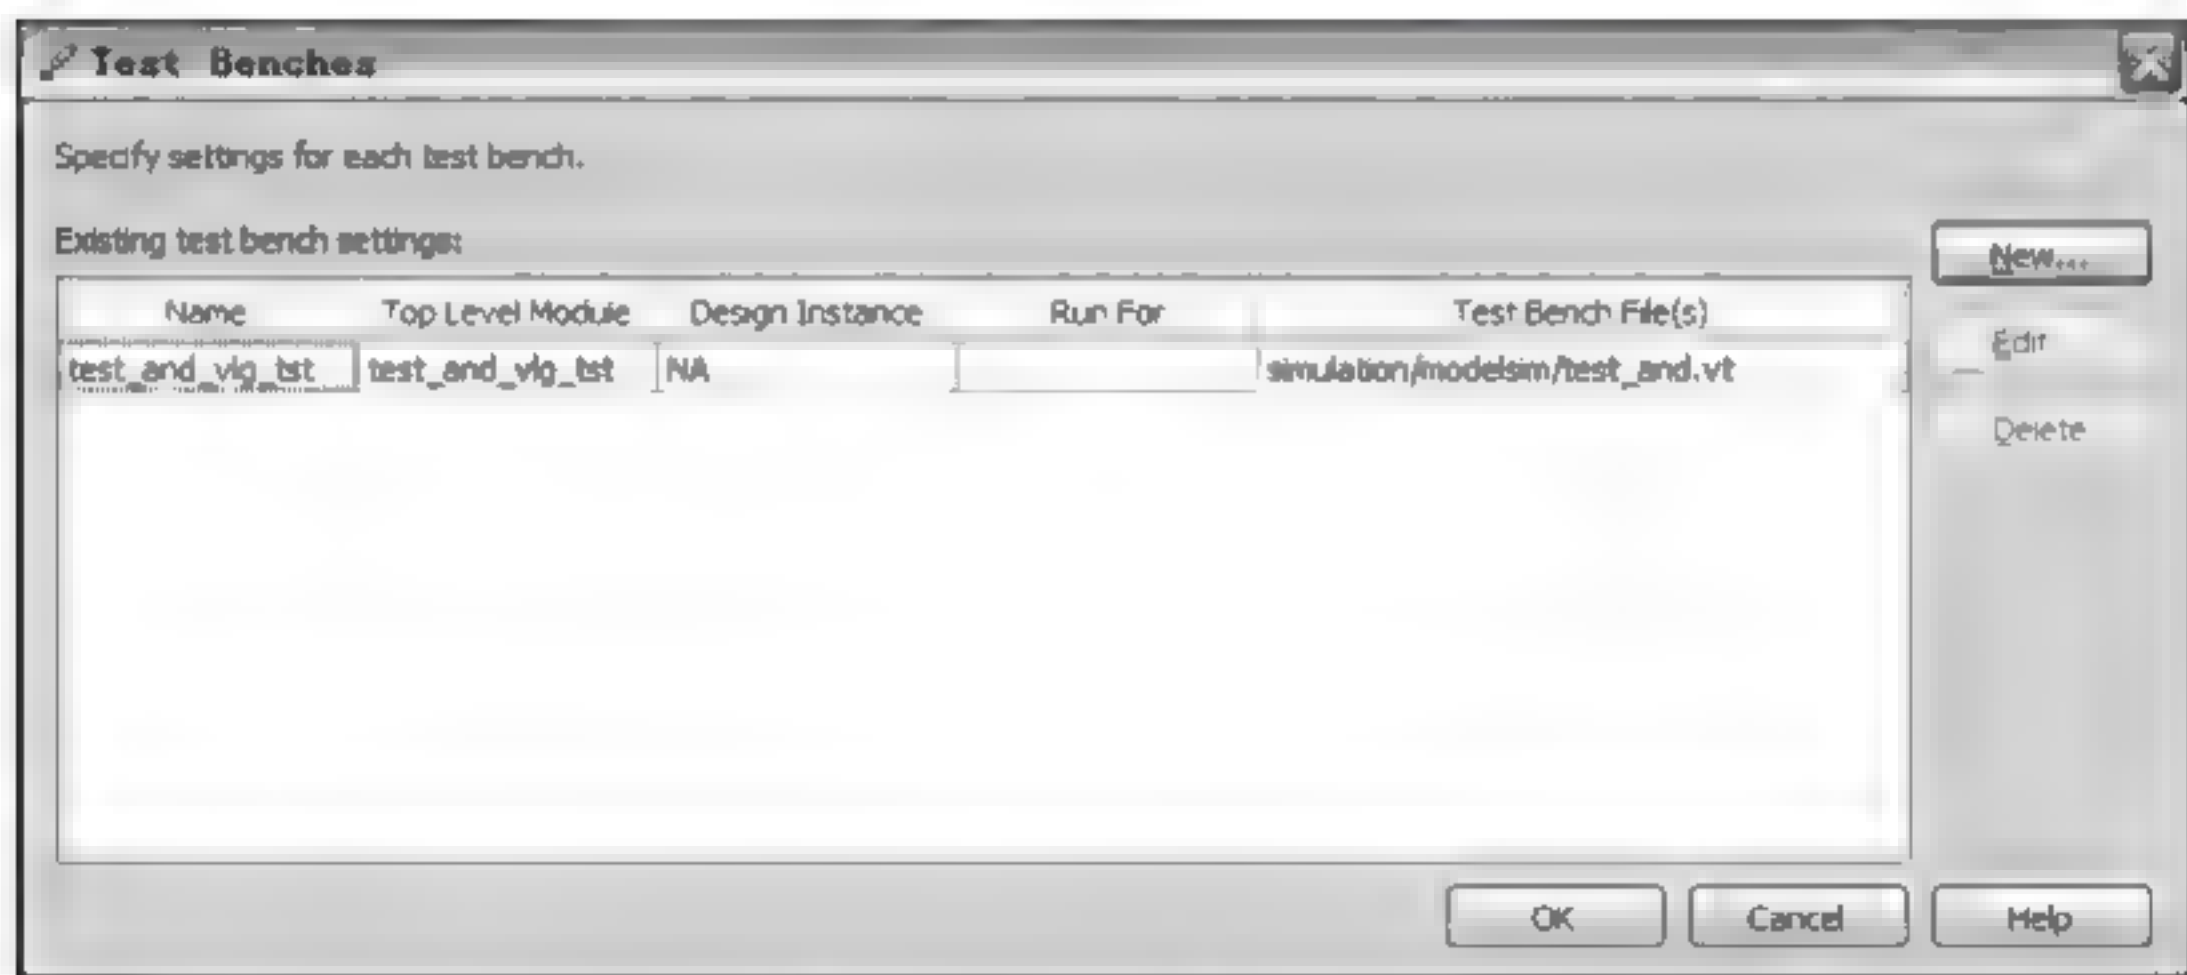 Test Benches
Specify settings for each test bench.
Existing test bench settings:
New...
Name Top Level Module Design Instance Run For Test Bench File(s)
Edit
test_and_vlg_tst test_and_vlg_tst NA simulation/modelsim/test_and.vt
Delete
OK Cancel Help